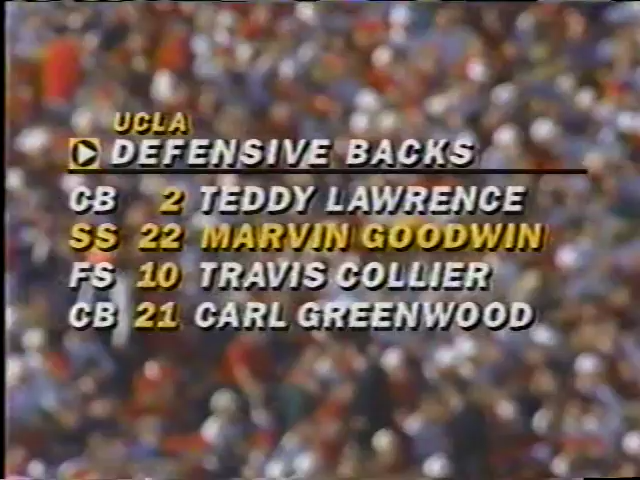 UCLA
DEFENSIVE BACKS
CB 2 TEDDY LAWRENCE
SS 22 MARVIN GOODWIN
FS 10 TRAVIS COLLIER
CB 21 CARL GREENWOOD